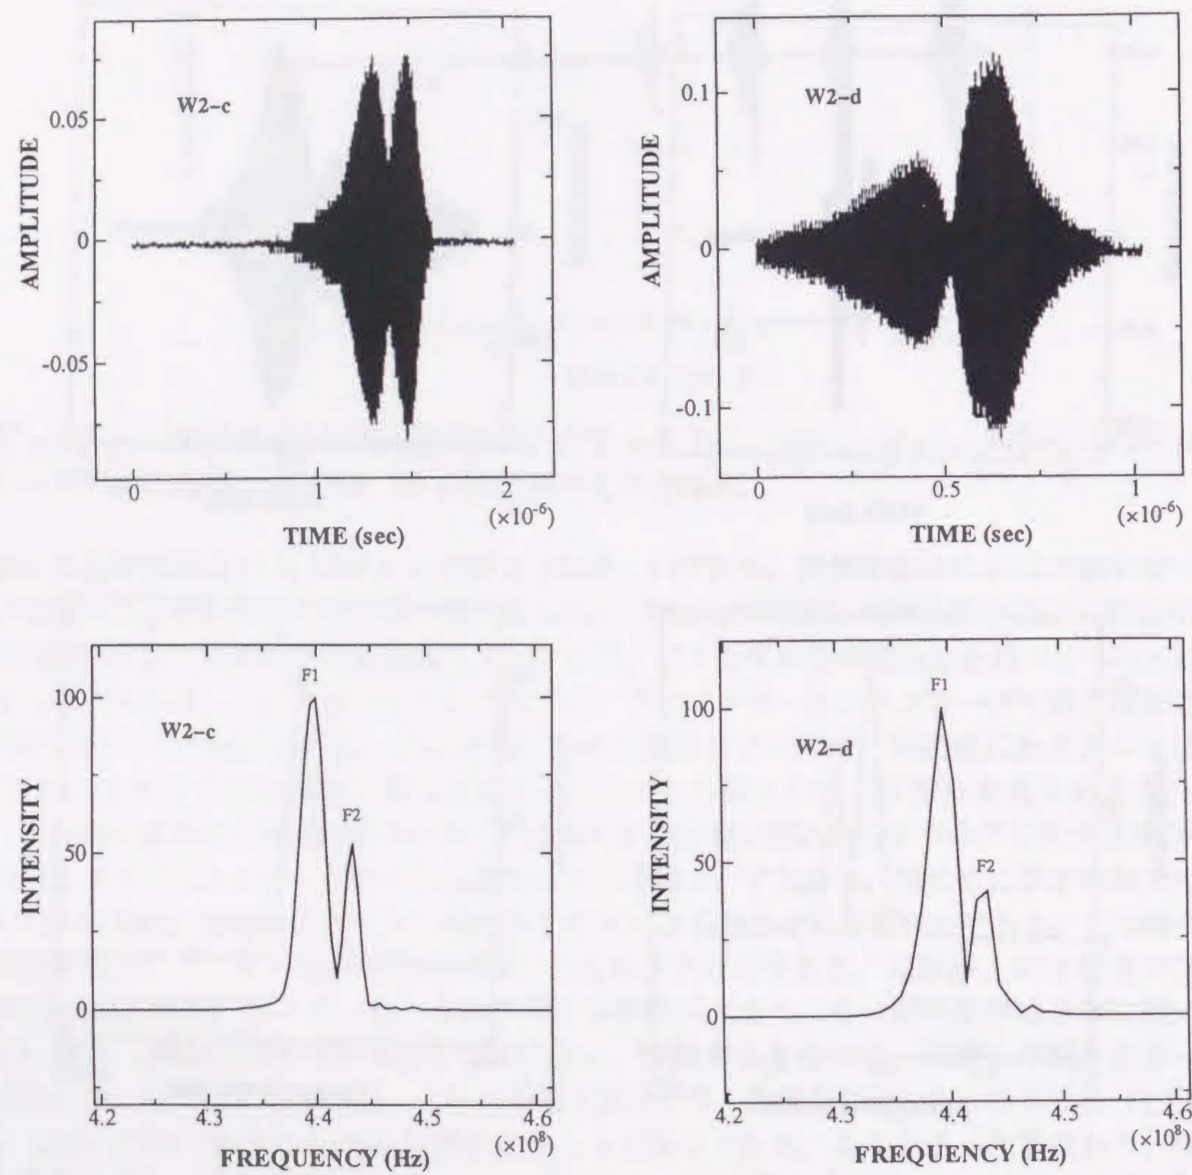 W2-c
0.05
0
-0.05
AMPLITUDE
0
1
2
(×10-6)
TIME (sec)
W2-d
0.1
0
-0.1
AMPLITUDE
0
0.5
1
(×10-6)
TIME (sec)
F1
F2
W2-c
100
50
0
INTENSITY
4.2
4.3
4.4
4.5
4.6
(×108)
FREQUENCY (Hz)
F1
F2
W2-d
100
50
0
INTENSITY
4.2
4.3
4.4
4.5
4.6
(×108)
FREQUENCY (Hz)